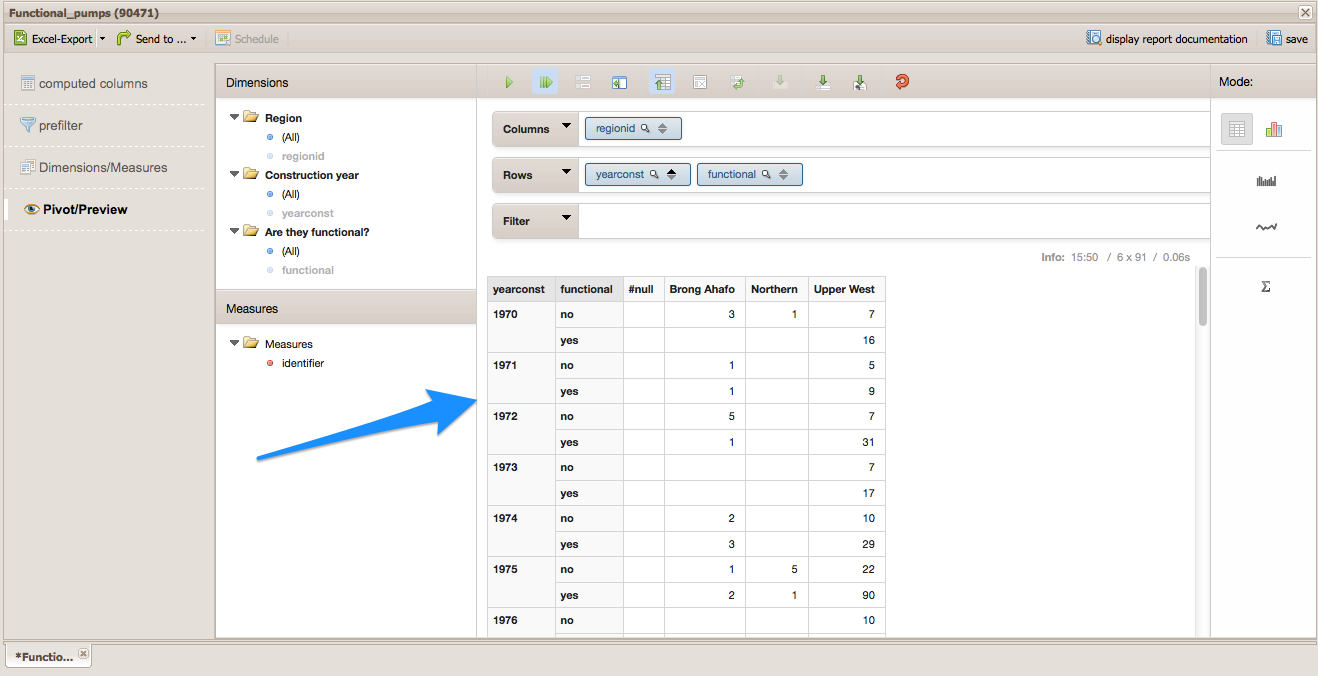 Functional_pumps (90471)
Excel-Export Send to ... Schedule display report documentation save
computed columns
prefilter
Dimensions/Measures
Pivot/Preview
Dimensions
Region
(All)
regionid
Construction year
(All)
yearconst
Are they functional?
(All)
functional
Measures
Measures
identifier
Columns regionid
Rows yearconst functional
Filter
Info: 15:50 / 6 x 91 / 0.06s
yearconst functional #null Brong Ahafo Northern Upper West
1970 no 3 1 7
yes 16
1971 no 1 5
yes 1 9
1972 no 5 7
yes 1 31
1973 no 7
yes 17
1974 no 2 10
yes 3 29
1975 no 1 5 22
yes 2 1 90
1976 no 10
Mode:
Σ
*Functio...